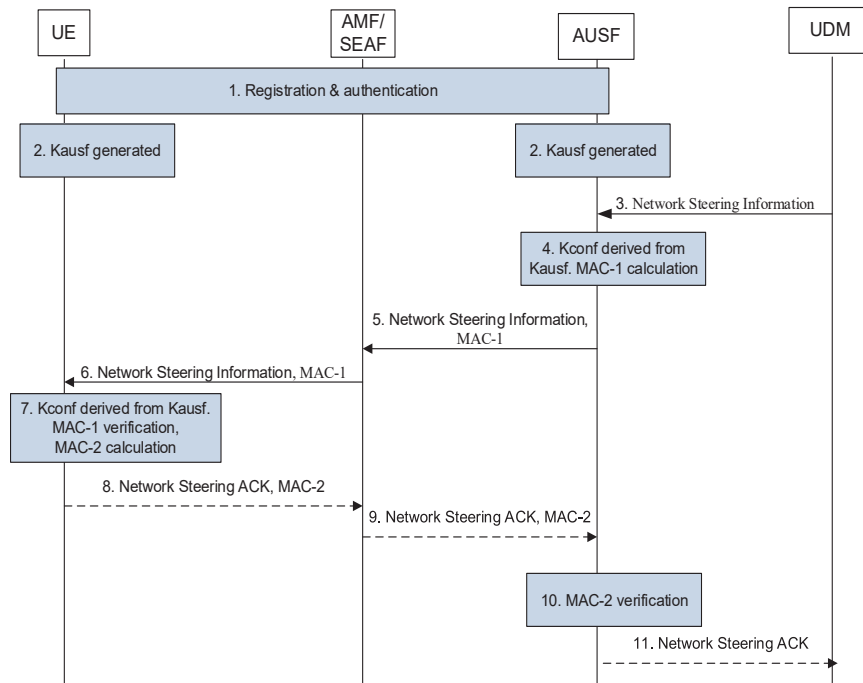 UE
AMF/
SEAF
AUSF
UDM
1. Registration & authentication
2. Kausf generated
2. Kausf generated
3. Network Steering Information
4. Kconf derived from
Kausf. MAC-1 calculation
5. Network Steering Information,
MAC-1
6. Network Steering Information, MAC-1
7. Kconf derived from Kausf.
MAC-1 verification,
MAC-2 calculation
8. Network Steering ACK, MAC-2
9. Network Steering ACK, MAC-2
10. MAC-2 verification
11. Network Steering ACK